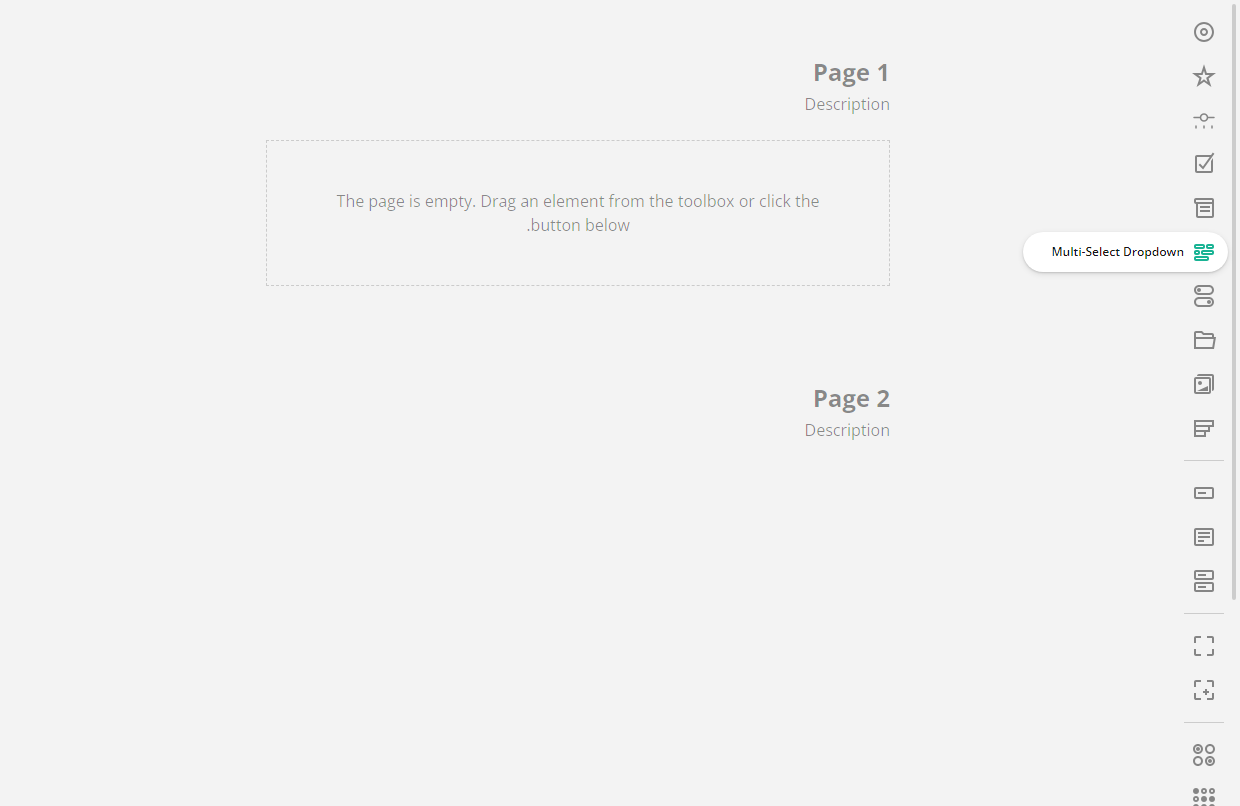 Page 1
Description
The page is empty. Drag an element from the toolbox or click the
.button below
Multi-Select Dropdown
Page 2
Description